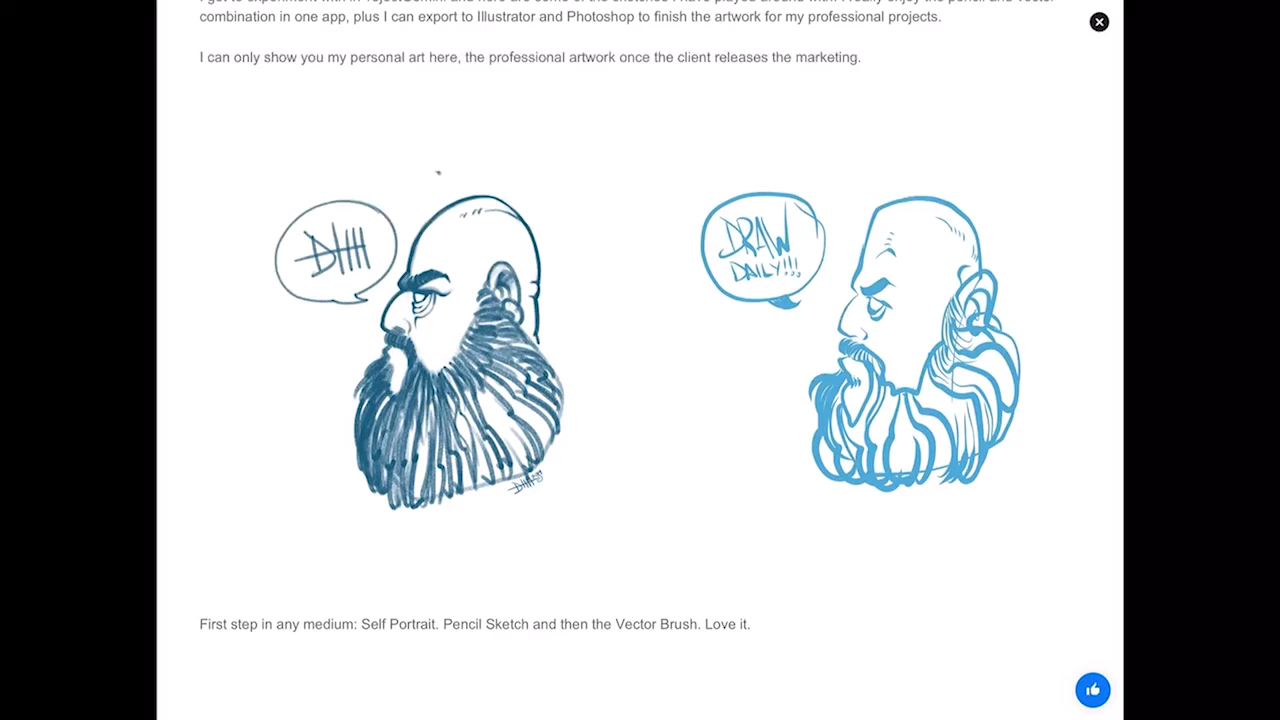 combination in one app, plus I can export to Illustrator and Photoshop to finish the artwork for my professional projects.
I can only show you my personal art here, the professional artwork once the client releases the marketing.
DRAW
DAILY!!!
First step in any medium: Self Portrait. Pencil Sketch and then the Vector Brush. Love it.